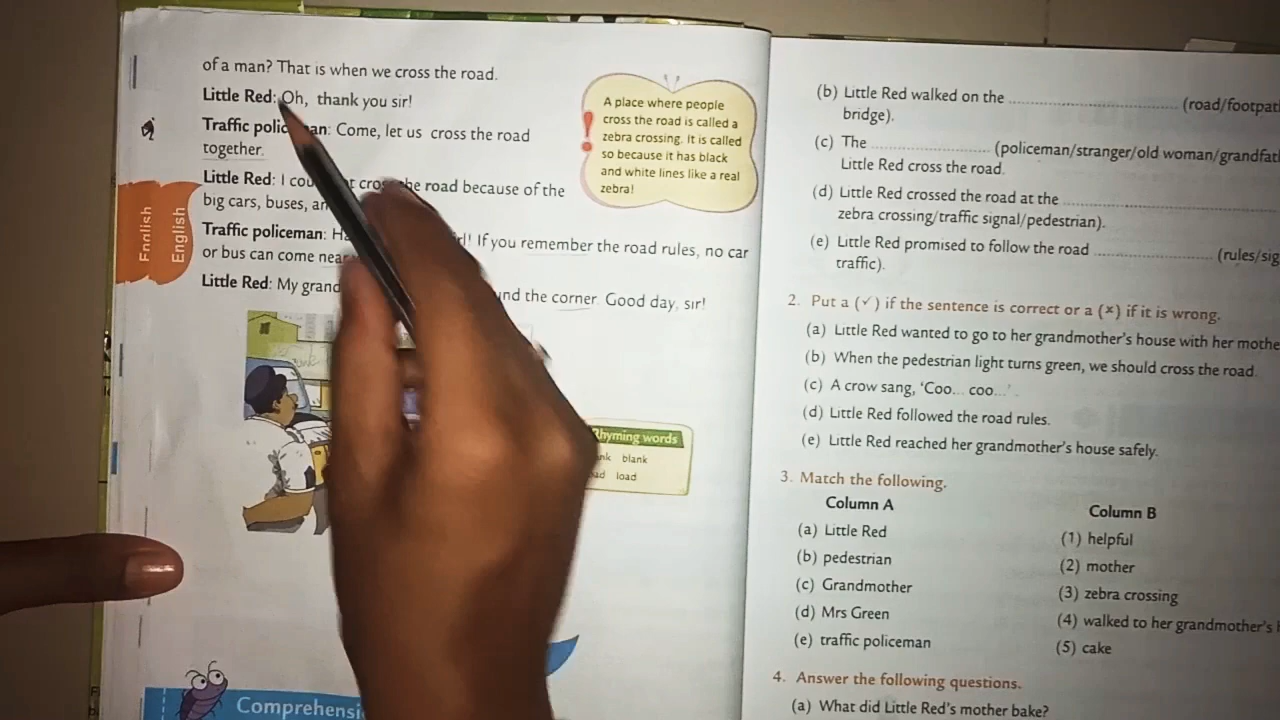 of a man? That is when we cross the road.
Little Red: Oh, thank you sir!
Traffic policeman: Come, let us cross the road
together.
Little Red: I cross the road because of the
big cars, buses,
Traffic policeman: If you remember the road rules, no car
or bus can come
Little Red: My the corner. Good day, sir!
A place where people
cross the road is called a
zebra crossing. It is called
so because it has black
and white lines like a real
zebra!
English
English
Rhyming words
blank
load
Comprehensi
(b) Little Red walked on the (road/footpat
bridge).
(c) The (policeman/stranger/old woman/grandfat
Little Red cross the road.
(d) Little Red crossed the road at the
zebra crossing/traffic signal/pedestrian).
(e) Little Red promised to follow the road (rules/sig
traffic).
2. Put a (✓) if the sentence is correct or a (×) if it is wrong.
(a) Little Red wanted to go to her grandmother's house with her mothe
(b) When the pedestrian light turns green, we should cross the road.
(c) A crow sang, 'Coo... coo...'.
(d) Little Red followed the road rules.
(e) Little Red reached her grandmother's house safely.
3. Match the following.
Column A Column B
(a) Little Red (1) helpful
(b) pedestrian (2) mother
(c) Grandmother (3) zebra crossing
(d) Mrs Green (4) walked to her grandmother's
(e) traffic policeman (5) cake
4. Answer the following questions.
(a) What did Little Red's mother bake?